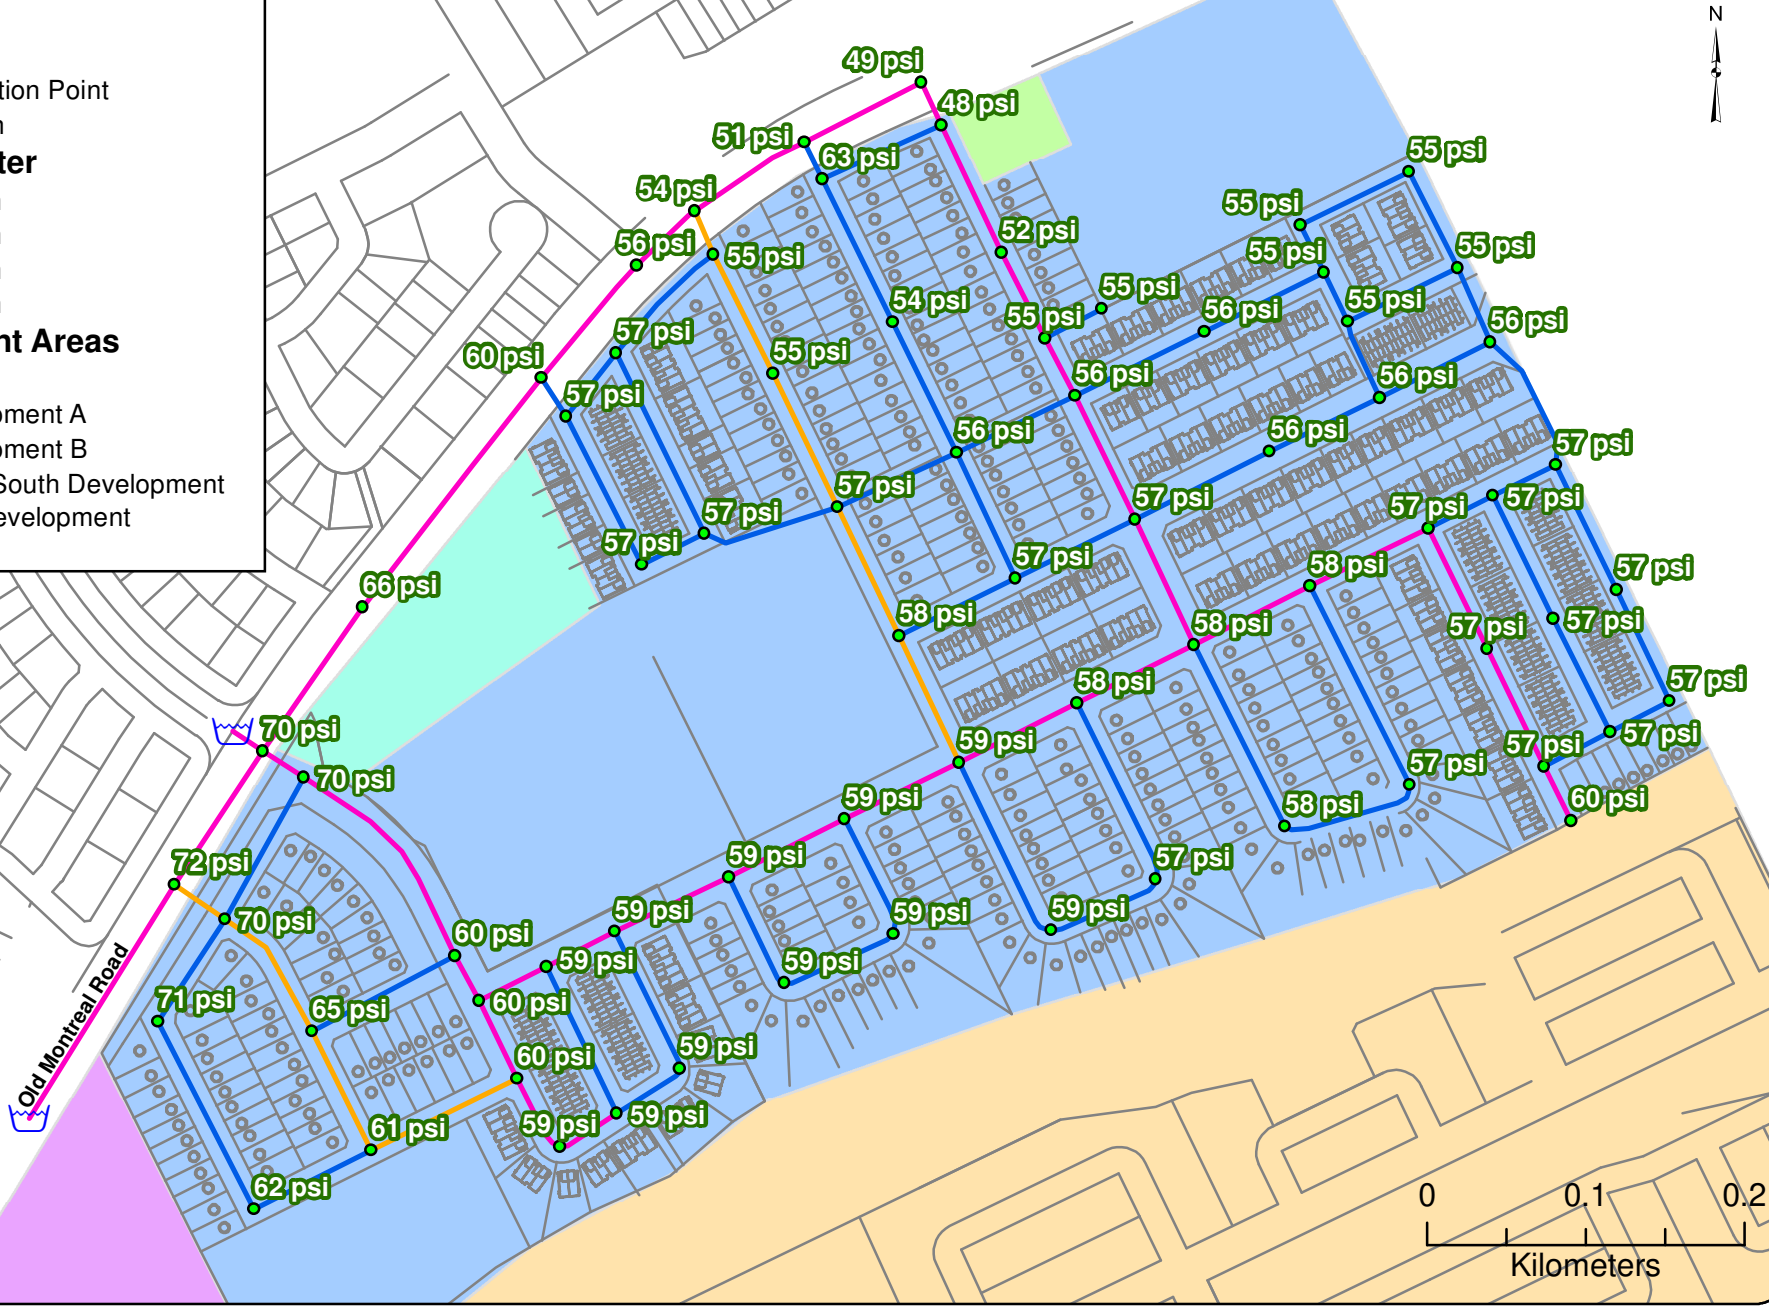 tion Point
ter
nt Areas
pment A
pment B
South Development
evelopment
N
49 psi
48 psi
51 psi
63 psi
55 psi
54 psi
55 psi
52 psi
56 psi
55 psi
55 psi
55 psi
55 psi
54 psi
56 psi
55 psi
57 psi
55 psi
56 psi
60 psi
55 psi
56 psi
56 psi
57 psi
56 psi
56 psi
57 psi
57 psi
57 psi
57 psi
57 psi
57 psi
57 psi
57 psi
58 psi
57 psi
66 psi
58 psi
58 psi
57 psi
57 psi
58 psi
57 psi
70 psi
59 psi
57 psi
57 psi
70 psi
57 psi
59 psi
58 psi
60 psi
72 psi
59 psi
57 psi
70 psi
59 psi
59 psi
59 psi
60 psi
59 psi
59 psi
Old Montreal Road
71 psi
65 psi
60 psi
60 psi
59 psi
61 psi
59 psi
59 psi
62 psi
0 0.1 0.2
Kilometers